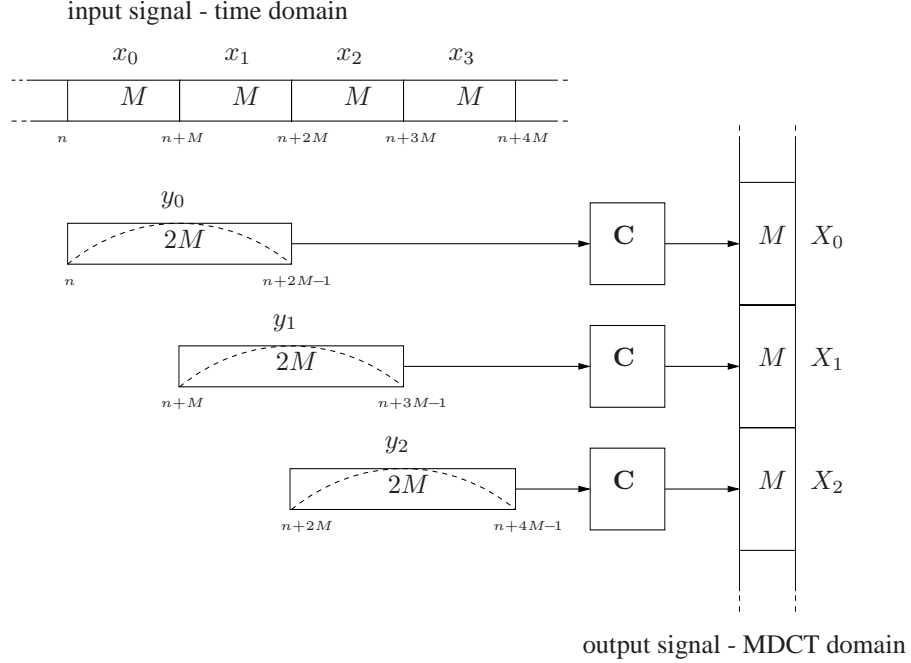 input signal - time domain
x₀ x₁ x₂ x₃
M M M M
n n+M n+2M n+3M n+4M
y₀
2M C M X₀
n n+2M−1
y₁
2M C M X₁
n+M n+3M−1
y₂
2M C M X₂
n+2M n+4M−1
output signal - MDCT domain